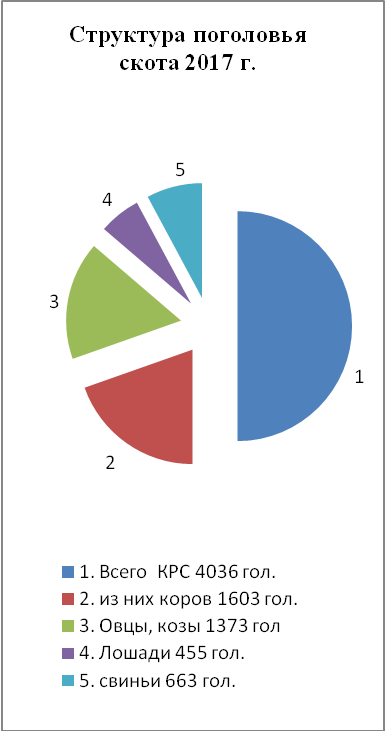 Структура поголовья
скота 2017 г.
5
4
3
1
2
1. Всего  КРС 4036 гол.
2. из них коров 1603 гол.
3. Овцы, козы 1373 гол
4. Лошади 455 гол.
5. свиньи 663 гол.